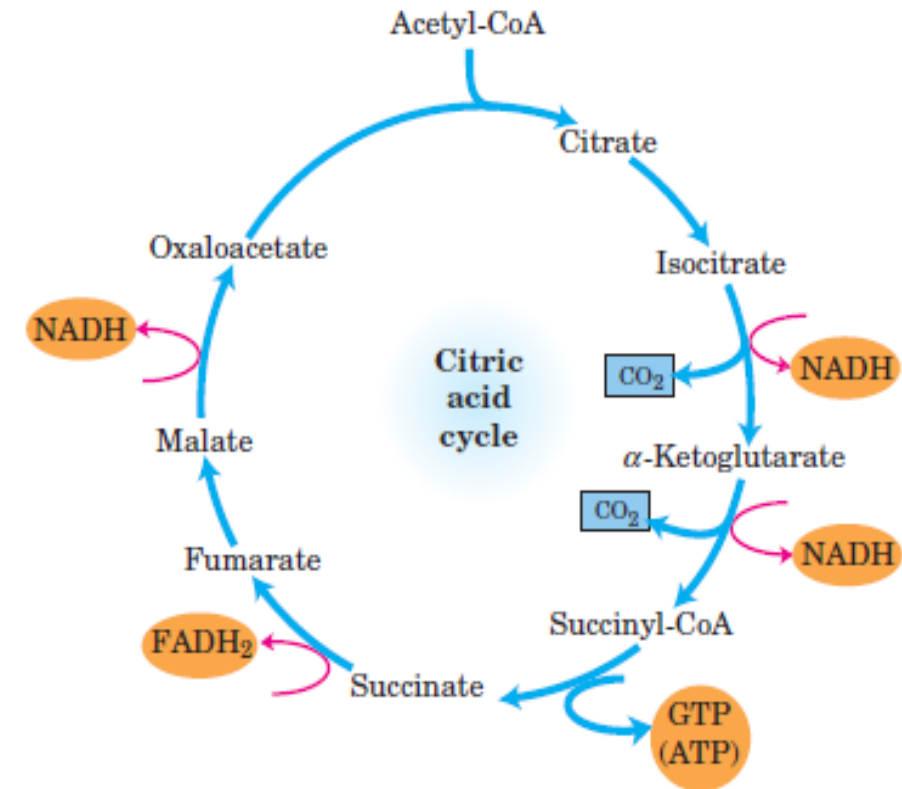 Acetyl-CoA
Citrate
Isocitrate
NADH
CO₂
α-Ketoglutarate
CO₂
NADH
Succinyl-CoA
GTP
(ATP)
Succinate
FADH₂
Fumarate
Malate
NADH
Oxaloacetate
Citric
acid
cycle